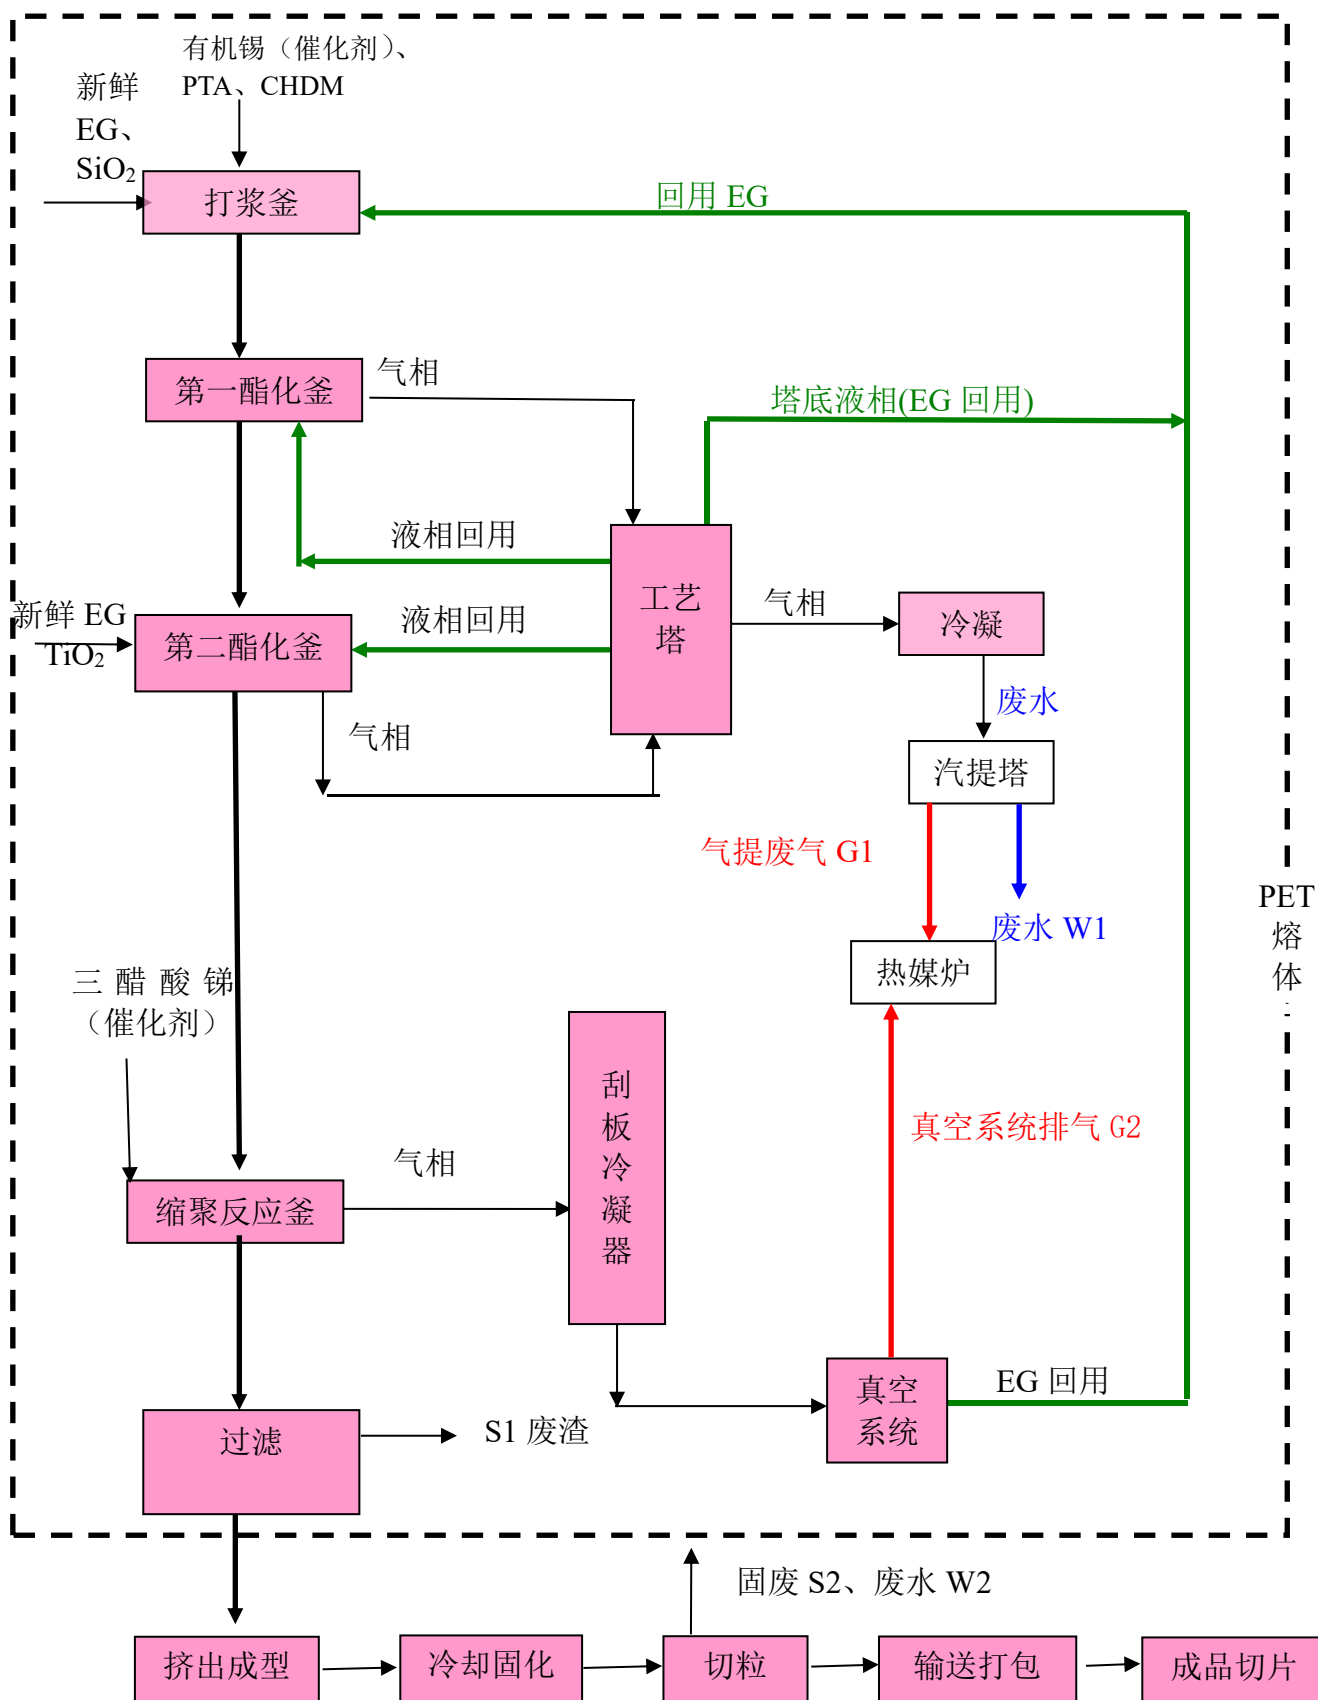 有机锡（催化剂）、
PTA、CHDM
新鲜
EG、
SiO₂
打浆釜
回用 EG
第一酯化釜
气相
塔底液相(EG 回用)
液相回用
工艺
塔
气相
冷凝
新鲜 EG
TiO₂
第二酯化釜
液相回用
气相
废水
汽提塔
气提废气 G1
废水 W1
热媒炉
PET
熔
体
三醋酸锑
（催化剂）
刮
板
冷
凝
器
真空系统排气 G2
气相
缩聚反应釜
真空
系统
EG 回用
过滤
S1 废渣
固废 S2、废水 W2
挤出成型
冷却固化
切粒
输送打包
成品切片